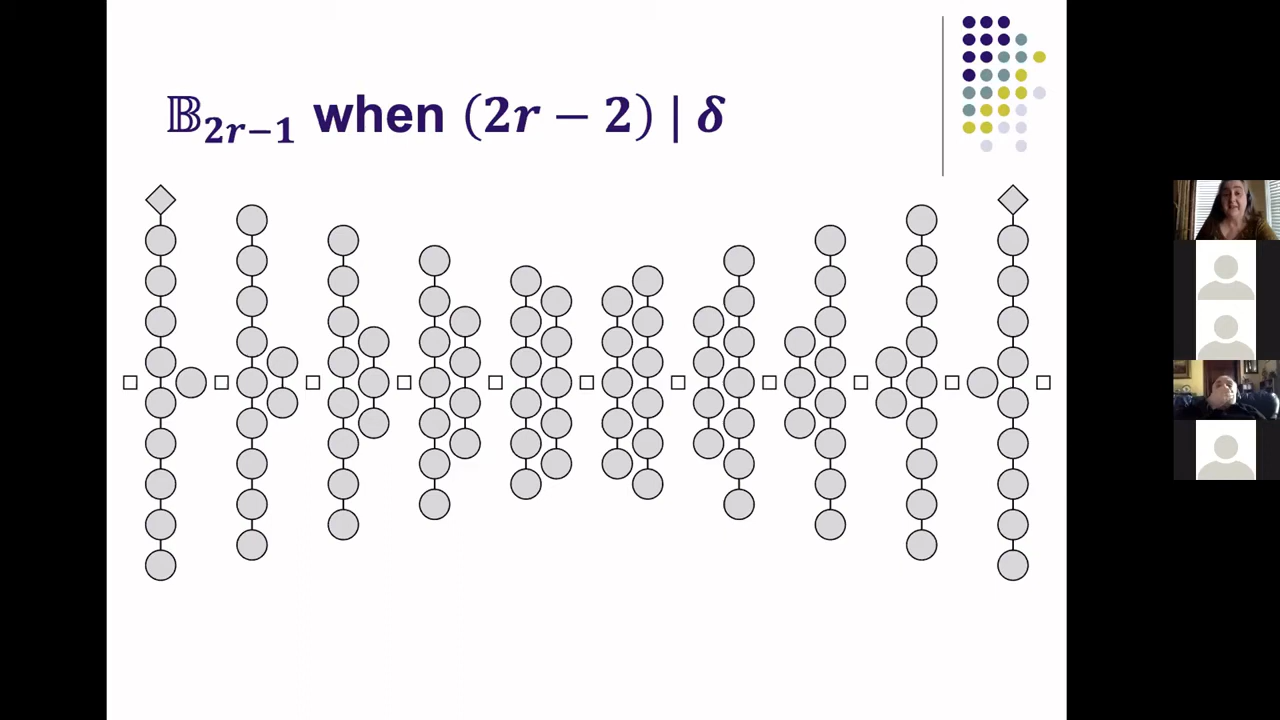 𝔹₂ᵣ₋₁ when (2r − 2) | δ